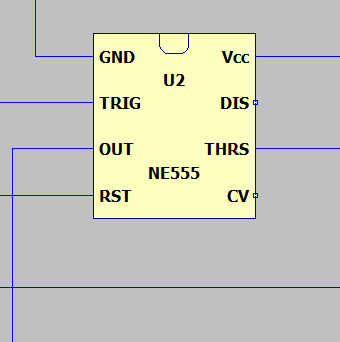 GND Vcc
U2
TRIG DIS
OUT THRS
NE555
RST CV